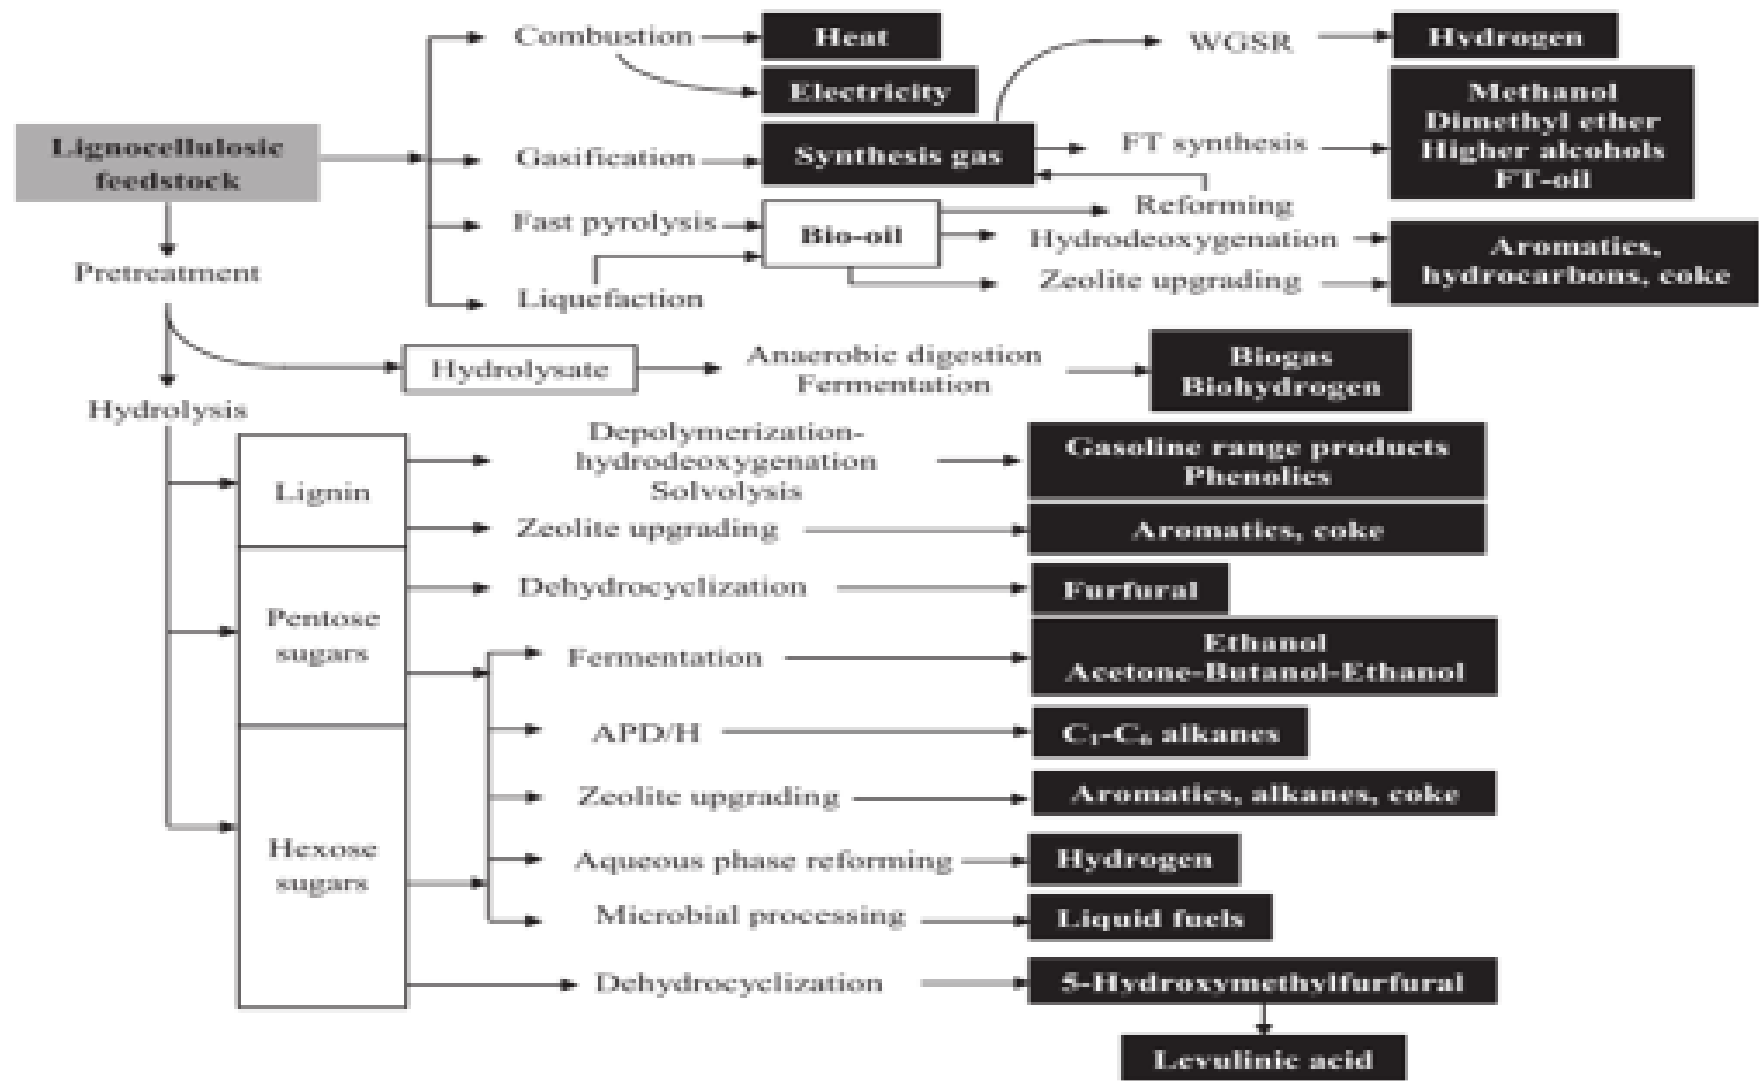 Combustion
Heat
WGSR
Hydrogen
Electricity
Methanol
Dimethyl ether
Higher alcohols
FT-oil
Lignocellulosic
feedstock
Gasification
Synthesis gas
FT synthesis
Fast pyrolysis
Bio-oil
Reforming
Hydrodeoxygenation
Aromatics,
hydrocarbons, coke
Zeolite upgrading
Pretreatment
Liquefaction
Hydrolysate
Anaerobic digestion
Fermentation
Biogas
Biohydrogen
Hydrolysis
Lignin
Depolymerization-
hydrodeoxygenation
Solvolysis
Gasoline range products
Phenolics
Zeolite upgrading
Aromatics, coke
Pentose
sugars
Dehydrocyclization
Furfural
Fermentation
Ethanol
Acetone-Butanol-Ethanol
APD/H
C₁-C₆ alkanes
Zeolite upgrading
Aromatics, alkanes, coke
Hexose
sugars
Aqueous phase reforming
Hydrogen
Microbial processing
Liquid fuels
Dehydrocyclization
5-Hydroxymethylfurfural
Levulinic acid